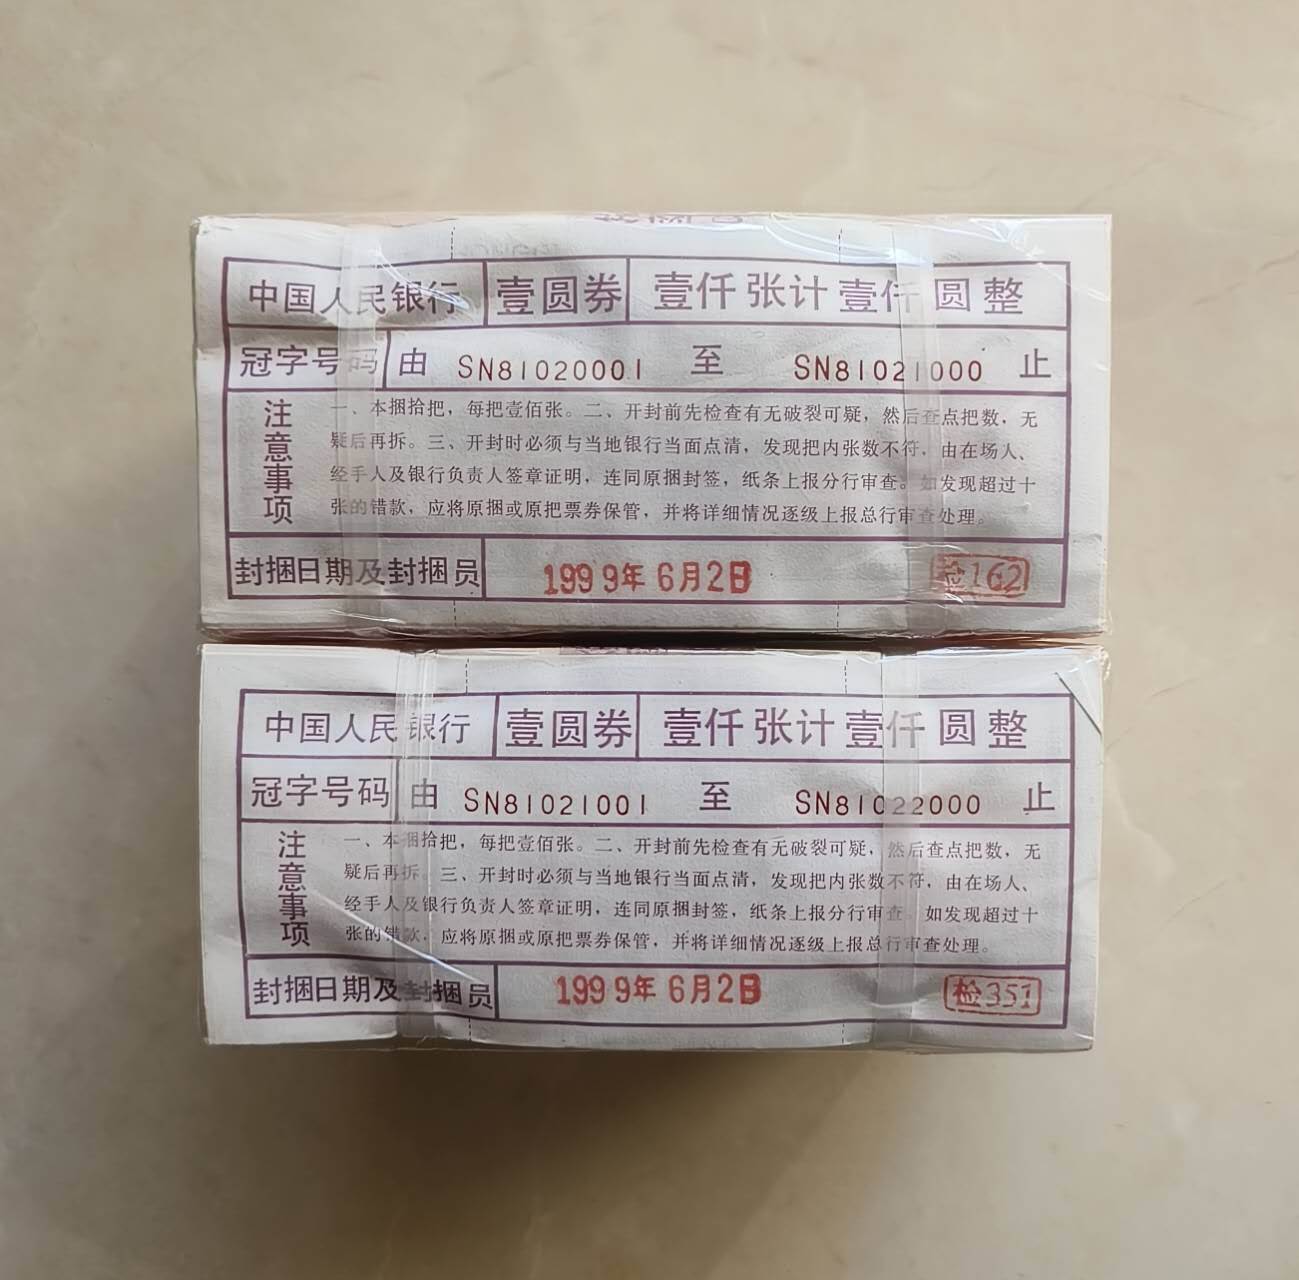 中国人民银行 壹圆券 壹仟张计壹仟圆整
冠字号码 由 SN81020001 至 SN81021000 止
注意事项
一、本捆拾把，每把壹佰张。二、开封前先检查有无破裂可疑，然后查点把数，无
疑后再拆。三、开封时必须与当地银行当面点清，发现把内张数不符，由在场人、
经手人及银行负责人签章证明，连同原捆封签，纸条上报分行审查。如发现超过十
张的错款，应将原捆或原把票券保管，并将详细情况逐级上报总行审查处理。
封捆日期及封捆员 1999年6月2日 检162
中国人民银行 壹圆券 壹仟张计壹仟圆整
冠字号码 由 SN81021001 至 SN81022000 止
注意事项
一、本捆拾把，每把壹佰张。二、开封前先检查有无破裂可疑，然后查点把数，无
疑后再拆。三、开封时必须与当地银行当面点清，发现把内张数不符，由在场人、
经手人及银行负责人签章证明，连同原捆封签，纸条上报分行审查。如发现超过十
张的错款，应将原捆或原把票券保管，并将详细情况逐级上报总行审查处理。
封捆日期及封捆员 1999年6月2日 检351